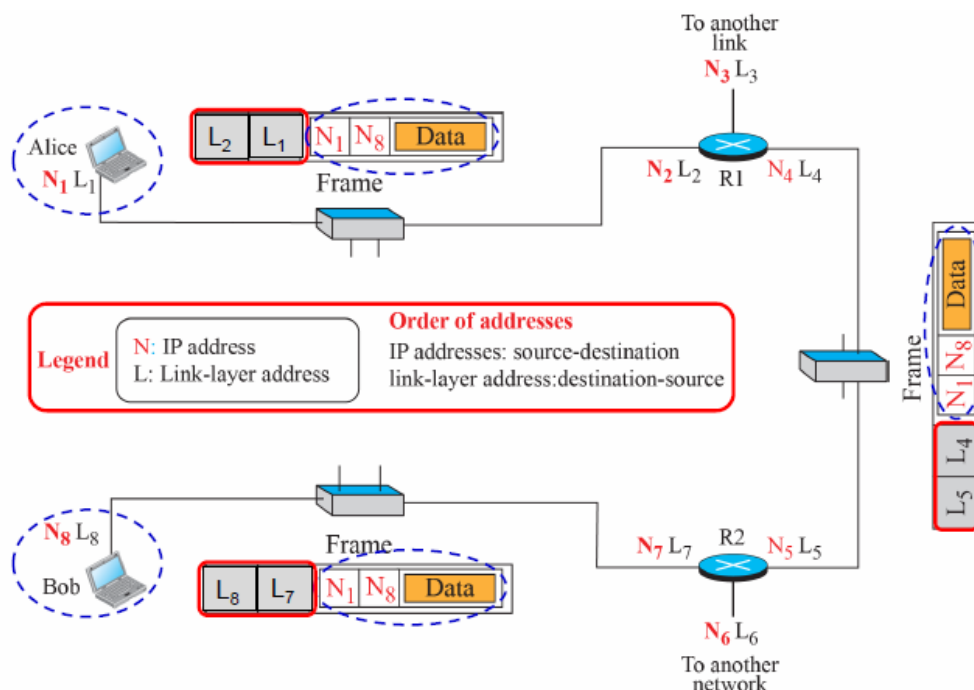 To another
link
N₃ L₃
Alice
N₁ L₁
L₂ L₁ N₁ N₈ Data
Frame
N₂ L₂
R1
N₄ L₄
Legend
N: IP address
L: Link-layer address
Order of addresses
IP addresses: source-destination
link-layer address:destination-source
Frame
L₅ L₄ N₁ N₈ Data
N₈ L₈
Bob
Frame
L₈ L₇ N₁ N₈ Data
N₇ L₇
R2
N₅ L₅
N₆ L₆
To another
network